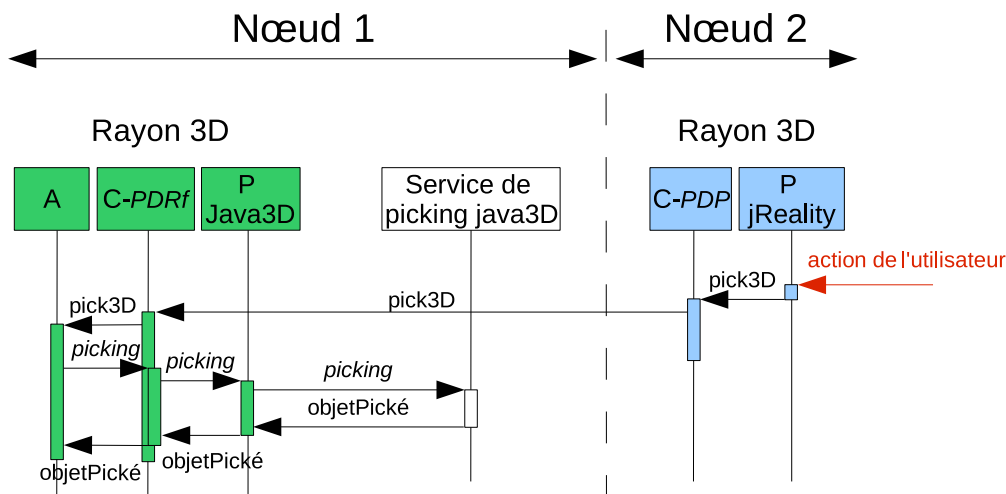 Nœud 1
Nœud 2
Rayon 3D
Rayon 3D
A
C-PDRf
P
Java3D
Service de
picking java3D
C-PDP
P
jReality
action de l'utilisateur
pick3D
pick3D
pick3D
picking
picking
picking
objetPické
objetPické
objetPické